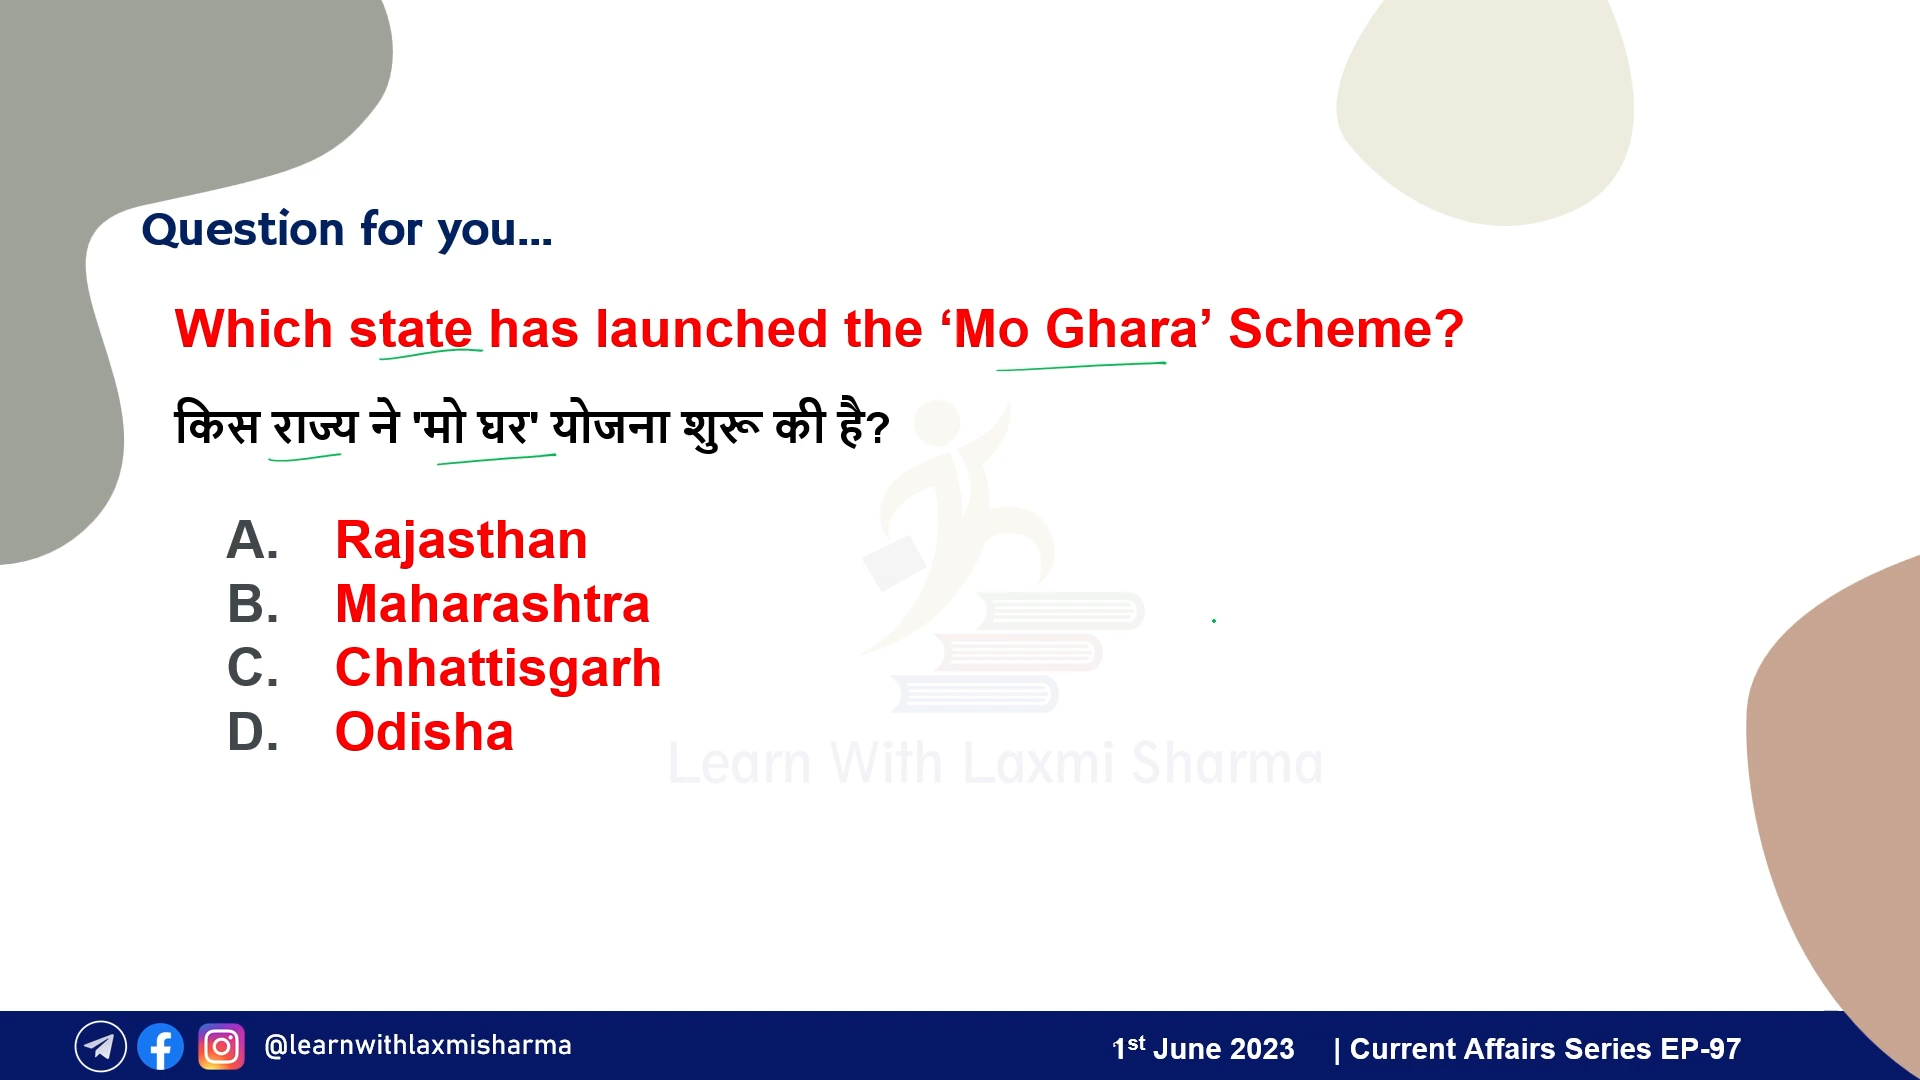 Question for you...
Which state has launched the ‘Mo Ghara’ Scheme?
किस राज्य ने 'मो घर' योजना शुरू की है?
A. Rajasthan
B. Maharashtra
C. Chhattisgarh
D. Odisha
Learn With Laxmi Sharma
@learnwithlaxmisharma
1st June 2023 | Current Affairs Series EP-97